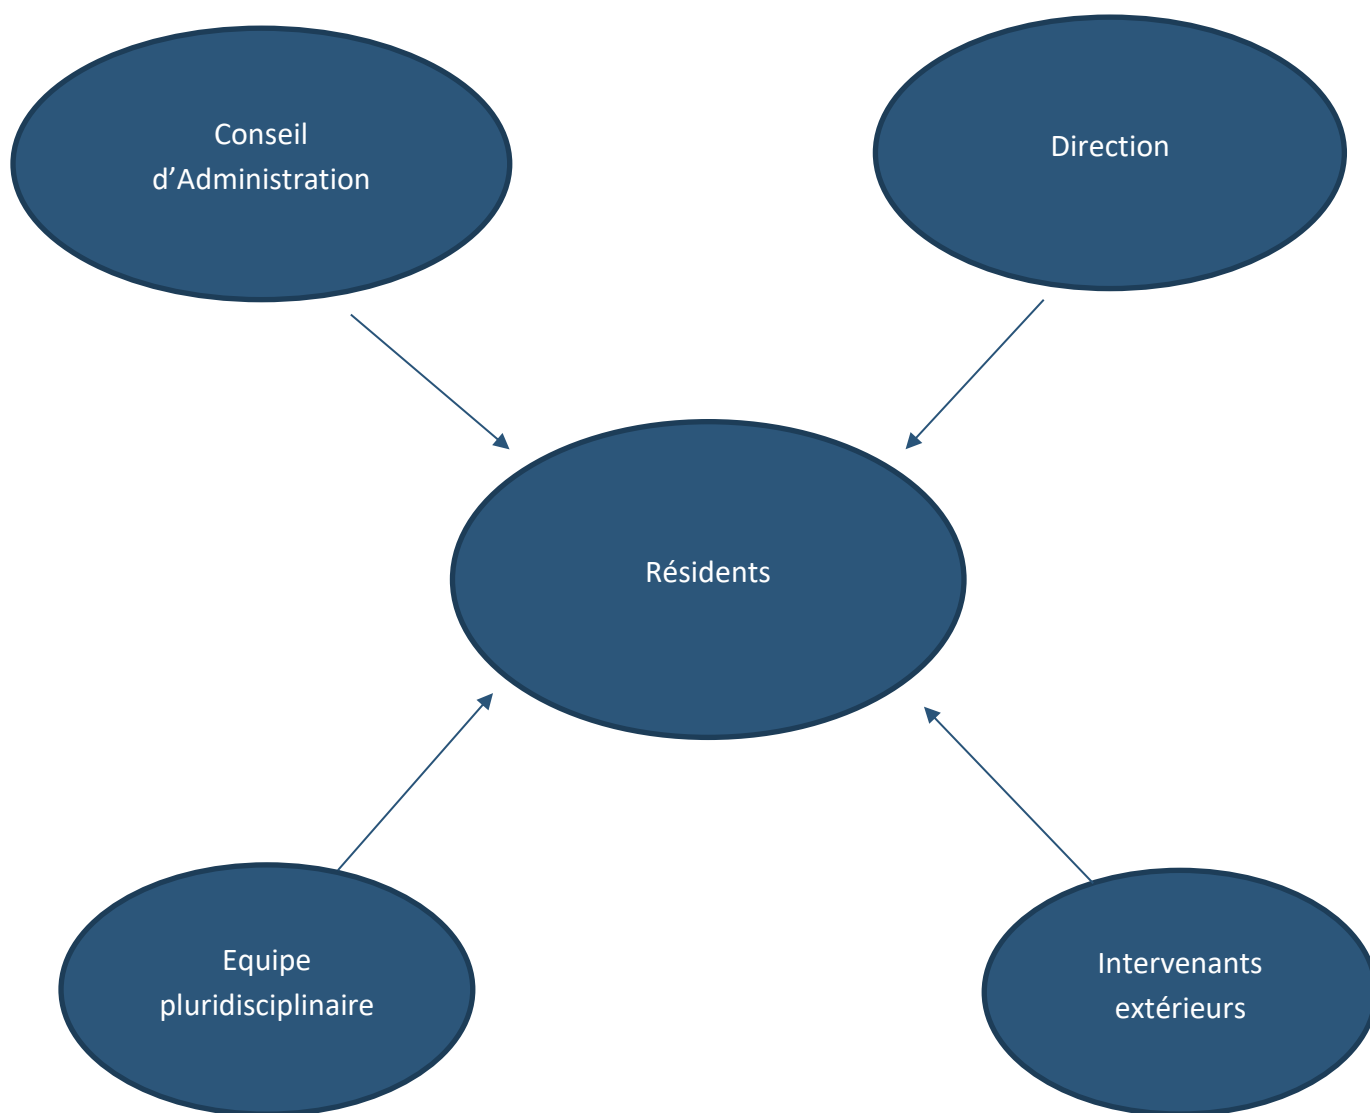 Conseil
d’Administration
Direction
Résidents
Equipe
pluridisciplinaire
Intervenants
extérieurs